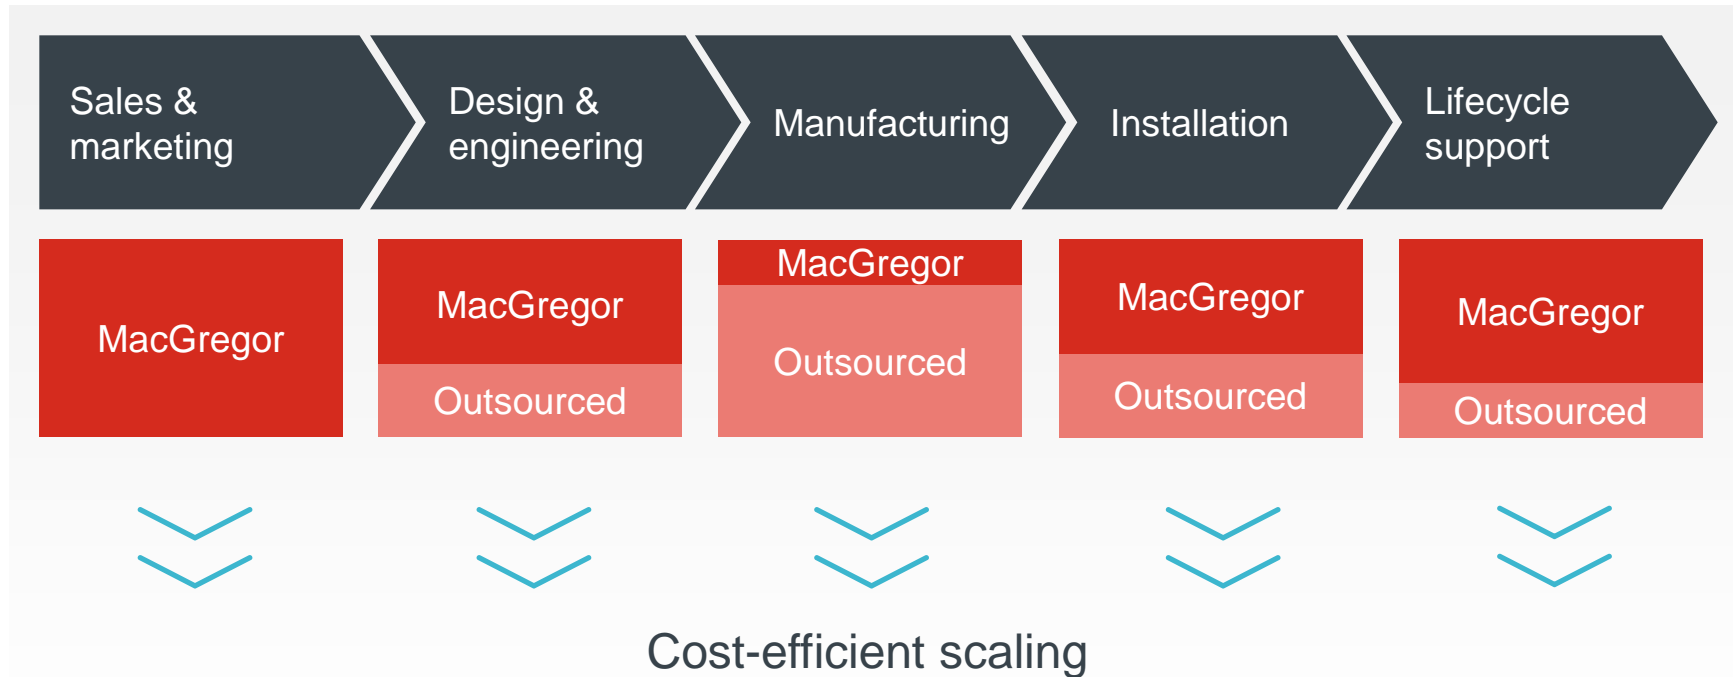 Sales &
marketing
Design &
engineering
Manufacturing
Installation
Lifecycle
support
MacGregor
MacGregor
Outsourced
MacGregor
Outsourced
MacGregor
Outsourced
MacGregor
Outsourced
Cost-efficient scaling